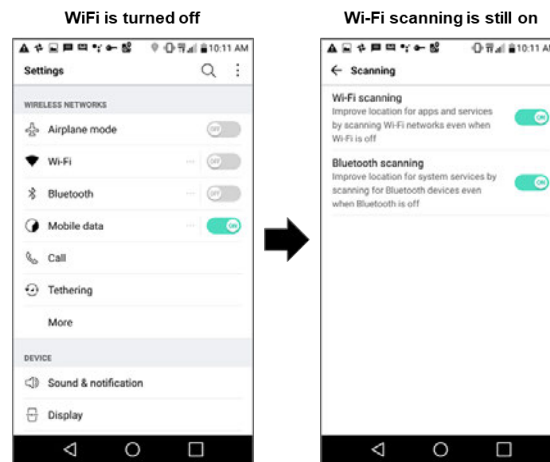 WiFi is turned off
10:11 AM
Settings
WIRELESS NETWORKS
Airplane mode
OFF
Wi-Fi
OFF
Bluetooth
OFF
Mobile data
ON
Call
Tethering
More
DEVICE
Sound & notification
Display
Wi-Fi scanning is still on
10:11 AM
Scanning
Wi-Fi scanning
Improve location for apps and services
by scanning Wi-Fi networks even when
Wi-Fi is off
ON
Bluetooth scanning
Improve location for system services by
scanning for Bluetooth devices even
when Bluetooth is off
ON